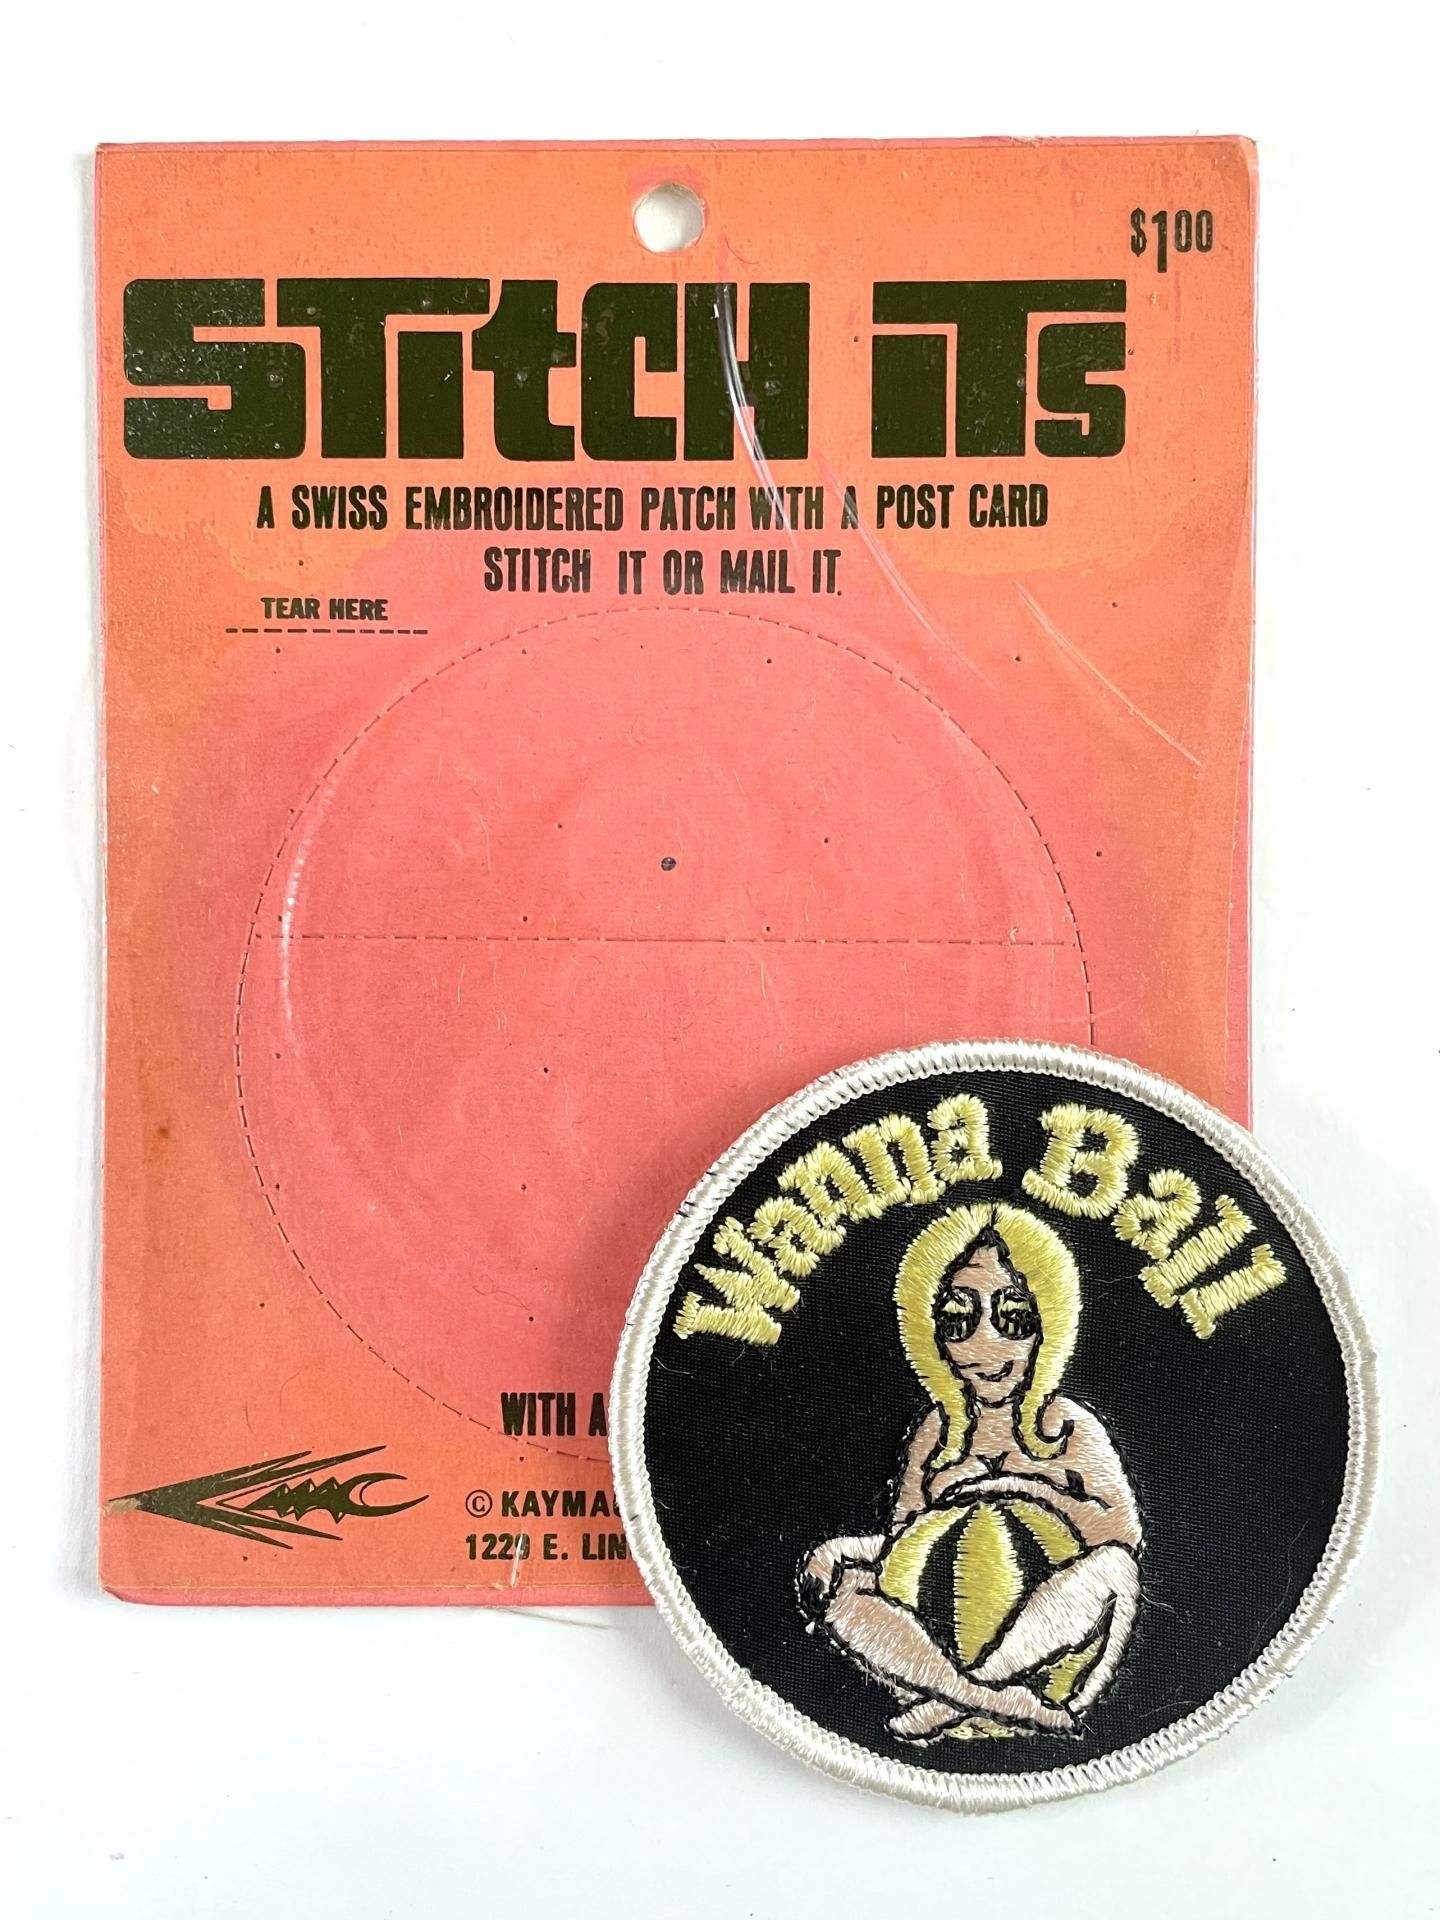 $1.00
STitCH iTs
A SWISS EMBROIDERED PATCH WITH A POST CARD
STITCH IT OR MAIL IT.
TEAR HERE
Wanna Ball
WITH A
© KAYMA
1229 E. LIN